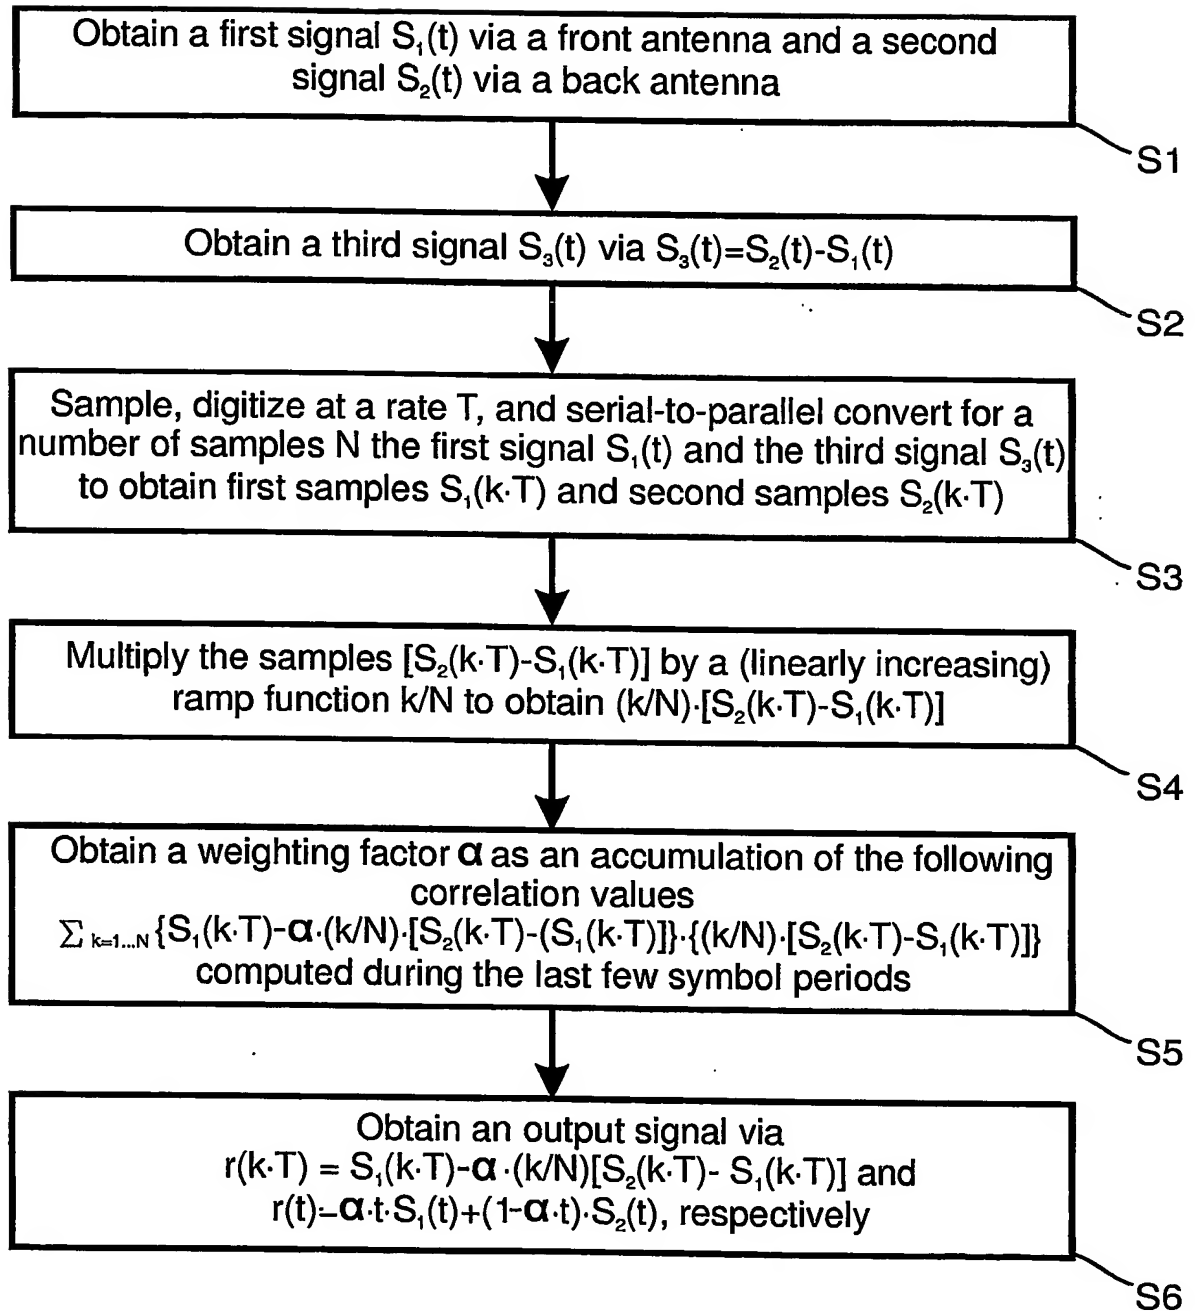 Obtain a first signal S₁(t) via a front antenna and a second
signal S₂(t) via a back antenna
S1
Obtain a third signal S₃(t) via S₃(t)=S₂(t)-S₁(t)
S2
Sample, digitize at a rate T, and serial-to-parallel convert for a
number of samples N the first signal S₁(t) and the third signal S₃(t)
to obtain first samples S₁(k·T) and second samples S₂(k·T)
S3
Multiply the samples [S₂(k·T)-S₁(k·T)] by a (linearly increasing)
ramp function k/N to obtain (k/N)·[S₂(k·T)-S₁(k·T)]
S4
Obtain a weighting factor α as an accumulation of the following
correlation values
Σ k=1...N {S₁(k·T)-α·(k/N)·[S₂(k·T)-(S₁(k·T)]}·{(k/N)·[S₂(k·T)-S₁(k·T)]}
computed during the last few symbol periods
S5
Obtain an output signal via
r(k·T) = S₁(k·T)-α·(k/N)[S₂(k·T)- S₁(k·T)] and
r(t)=α·t·S₁(t)+(1-α·t)·S₂(t), respectively
S6